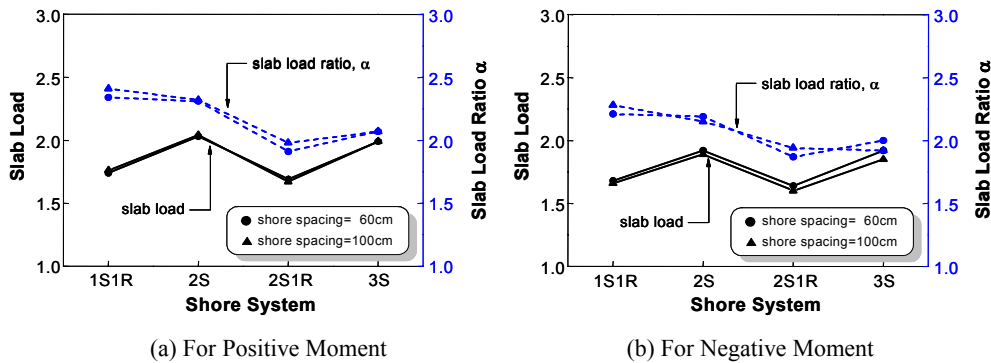 3.0
2.5
2.0
1.5
1.0
Slab Load
3.0
2.5
2.0
1.5
1.0
Slab Load Ratio α
slab load ratio, α
slab load
shore spacing= 60cm
shore spacing=100cm
1S1R 2S 2S1R 3S
Shore System
(a) For Positive Moment
3.0
2.5
2.0
1.5
1.0
Slab Load
3.0
2.5
2.0
1.5
1.0
Slab Load Ratio α
slab load ratio, α
slab load
shore spacing= 60cm
shore spacing=100cm
1S1R 2S 2S1R 3S
Shore System
(b) For Negative Moment